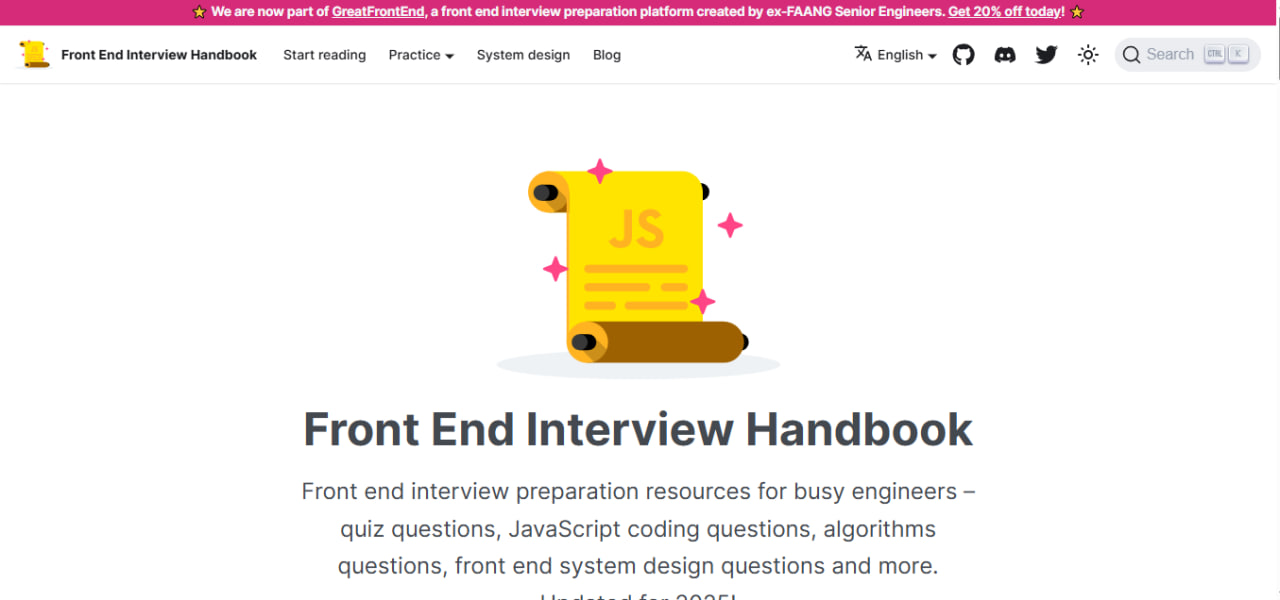 We are now part of GreatFrontEnd, a front end interview preparation platform created by ex-FAANG Senior Engineers. Get 20% off today!
Front End Interview Handbook Start reading Practice System design Blog English Search CTRL K
JS
Front End Interview Handbook
Front end interview preparation resources for busy engineers –
quiz questions, JavaScript coding questions, algorithms
questions, front end system design questions and more.
Updated for 2025!